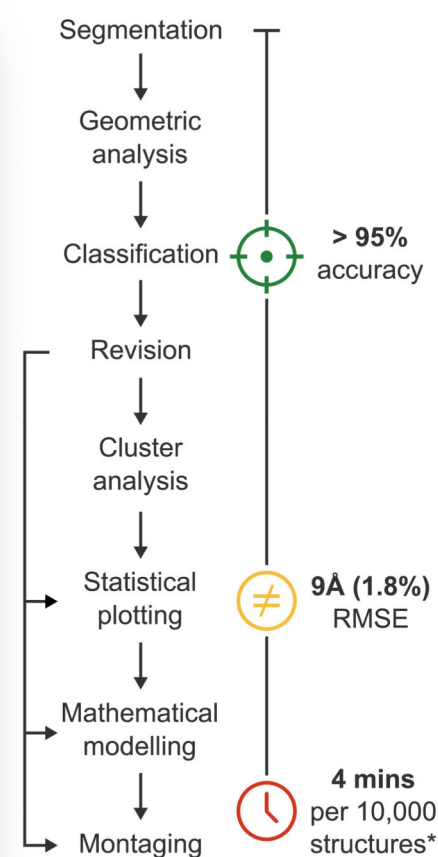 Segmentation
Geometric
analysis
Classification
> 95%
accuracy
Revision
Cluster
analysis
Statistical
plotting
9Å (1.8%)
RMSE
Mathematical
modelling
4 mins
per 10,000
structures*
Montaging